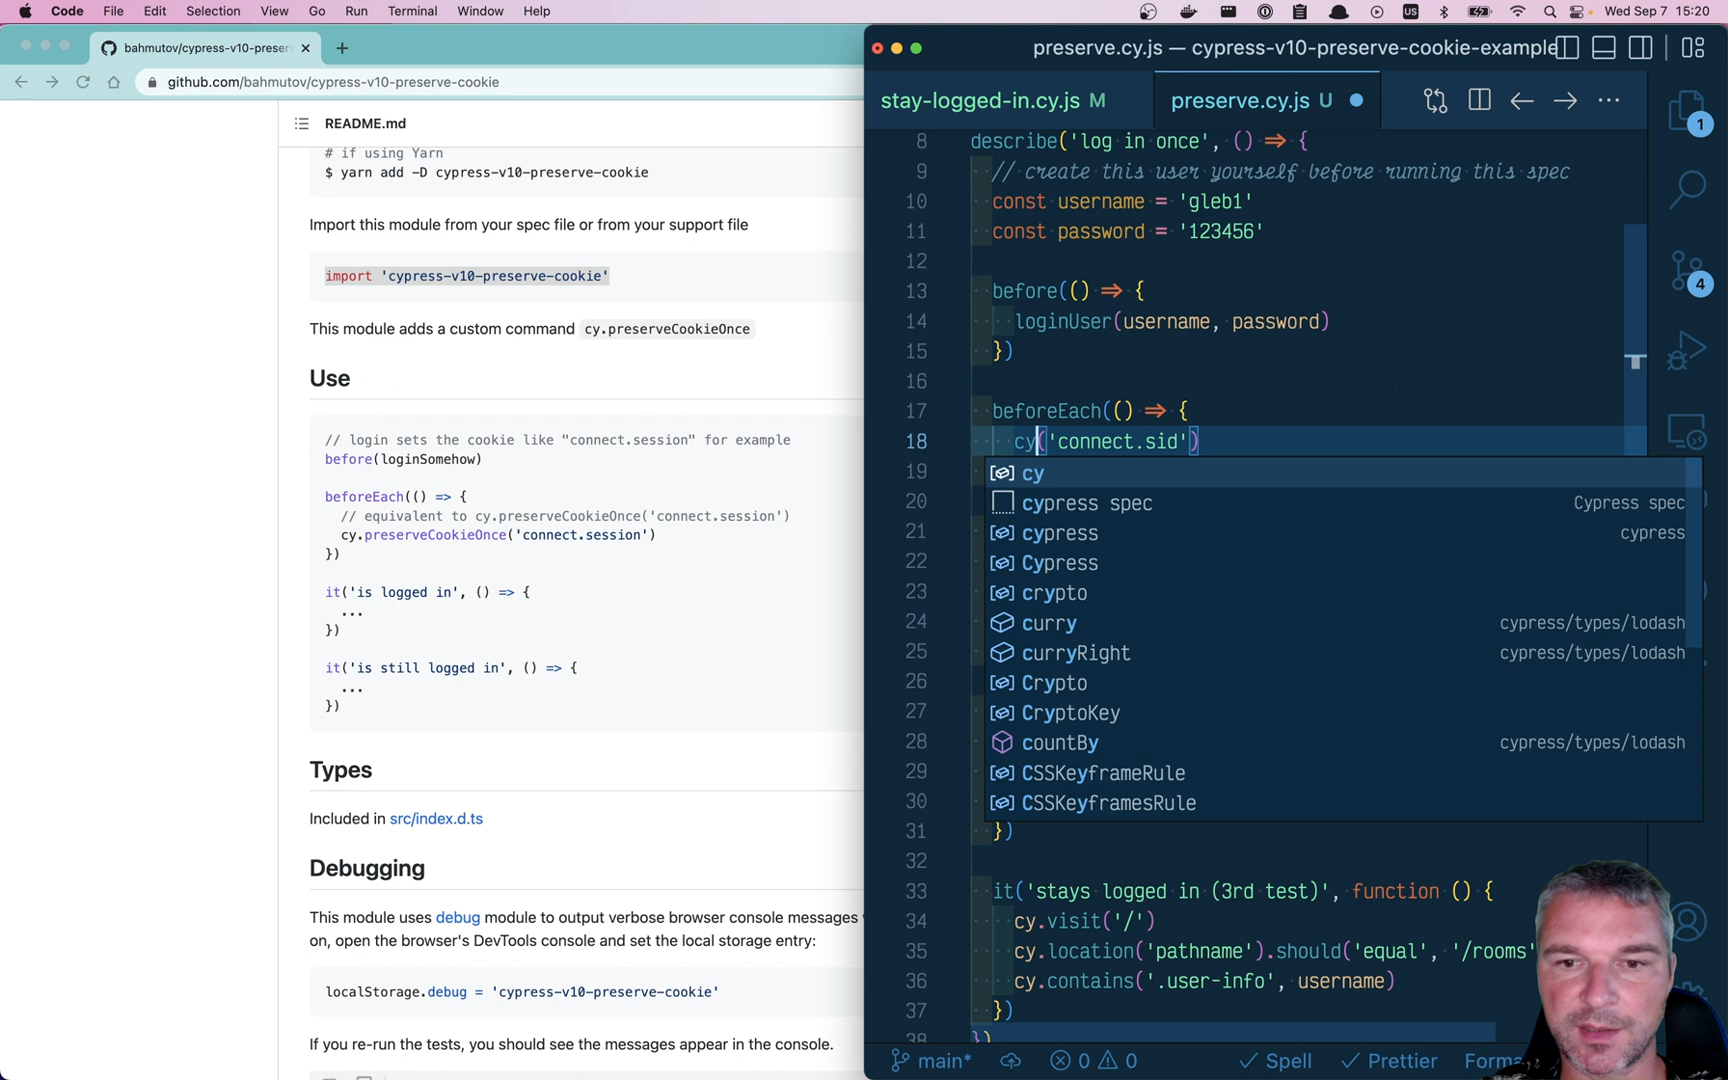 Code File Edit Selection View Go Run Terminal Window Help
US Wed Sep 7 15:20
bahmutov/cypress-v10-preser
github.com/bahmutov/cypress-v10-preserve-cookie
README.md
# if using Yarn
$ yarn add -D cypress-v10-preserve-cookie
Import this module from your spec file or from your support file
import 'cypress-v10-preserve-cookie'
This module adds a custom command cy.preserveCookieOnce
Use
// login sets the cookie like "connect.session" for example
before(loginSomehow)
beforeEach(() => {
// equivalent to cy.preserveCookieOnce('connect.session')
cy.preserveCookieOnce('connect.session')
})
it('is logged in', () => {
...
})
it('is still logged in', () => {
...
})
Types
Included in src/index.d.ts
Debugging
This module uses debug module to output verbose browser console messages
on, open the browser's DevTools console and set the local storage entry:
localStorage.debug = 'cypress-v10-preserve-cookie'
If you re-run the tests, you should see the messages appear in the console.
preserve.cy.js — cypress-v10-preserve-cookie-example
stay-logged-in.cy.js M preserve.cy.js U
8 describe('log in once', () => {
9 // create this user yourself before running this spec
10 const username = 'gleb1'
11 const password = '123456'
12
13 before(() => {
14 loginUser(username, password)
15 })
16
17 beforeEach(() => {
18 cy('connect.sid')
19 cy
20 cypress spec Cypress spec
21 cypress cypress
22 Cypress
23 crypto
24 curry cypress/types/lodash
25 curryRight cypress/types/lodash
26 Crypto
27 CryptoKey
28 countBy cypress/types/lodash
29 CSSKeyframeRule
30 CSSKeyframesRule
31 })
32
33 it('stays logged in (3rd test)', function () {
34 cy.visit('/')
35 cy.location('pathname').should('equal', '/rooms'
36 cy.contains('.user-info', username)
37 })
38 })
1
4
main* 0 0 Spell Prettier Forma